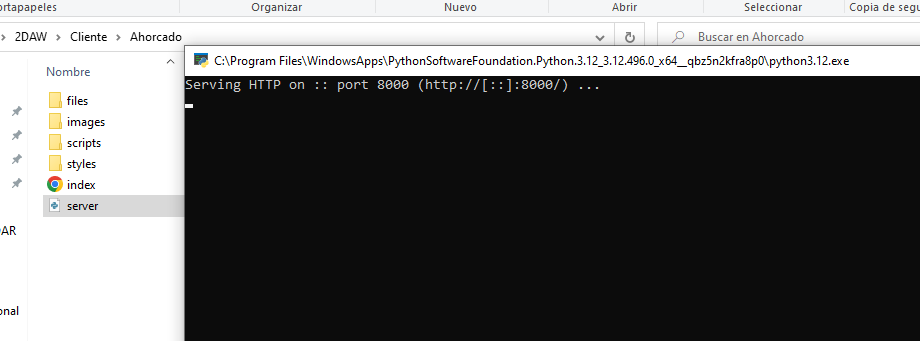 ortapapeles
Organizar
Nuevo
Abrir
Seleccionar
Copia de segu
2DAW > Cliente > Ahorcado
Buscar en Ahorcado
C:\Program Files\WindowsApps\PythonSoftwareFoundation.Python.3.12_3.12.496.0_x64__qbz5n2kfra8p0\python3.12.exe
Serving HTTP on :: port 8000 (http://[::]:8000/) ...
Nombre
files
images
scripts
styles
index
server
DAR
onal